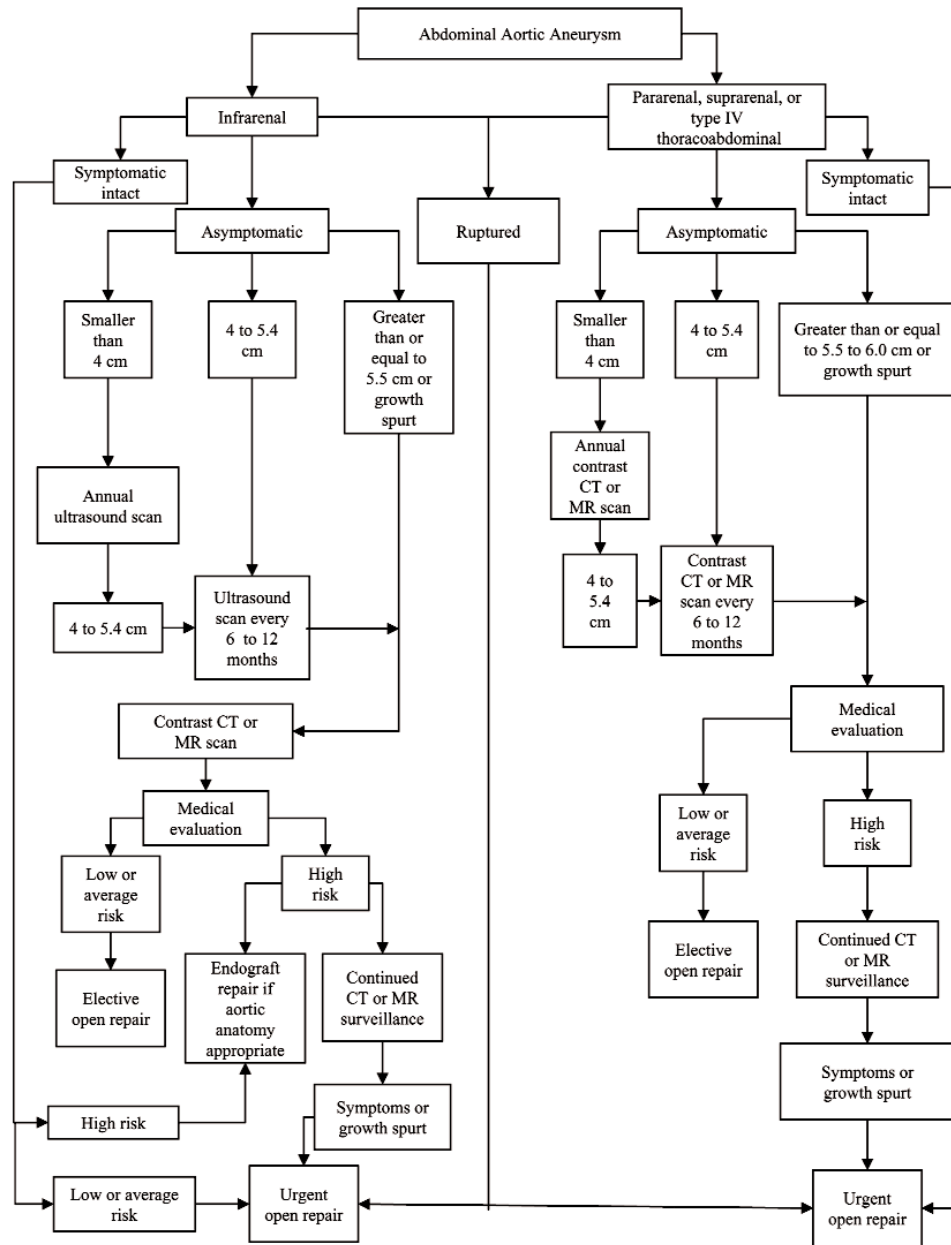 Abdominal Aortic Aneurysm
Infrarenal
Pararenal, suprarenal, or
type IV
thoracoabdominal
Symptomatic
intact
Symptomatic
intact
Asymptomatic
Ruptured
Asymptomatic
Smaller
than
4 cm
4 to 5.4
cm
Greater
than or
equal to
5.5 cm or
growth
spurt
Smaller
than
4 cm
4 to 5.4
cm
Greater than or equal
to 5.5 to 6.0 cm or
growth spurt
Annual
ultrasound scan
Annual
contrast
CT or
MR scan
4 to 5.4 cm
Ultrasound
scan every
6 to 12
months
4 to
5.4
cm
Contrast
CT or MR
scan every
6 to 12
months
Contrast CT or
MR scan
Medical
evaluation
Medical
evaluation
Low or
average
risk
High
risk
Low or
average
risk
High
risk
Elective
open repair
Endograft
repair if
aortic
anatomy
appropriate
Continued
CT or MR
surveillance
Elective
open repair
Continued CT
or MR
surveillance
High risk
Symptoms or
growth spurt
Symptoms or
growth spurt
Low or average
risk
Urgent
open repair
Urgent
open repair